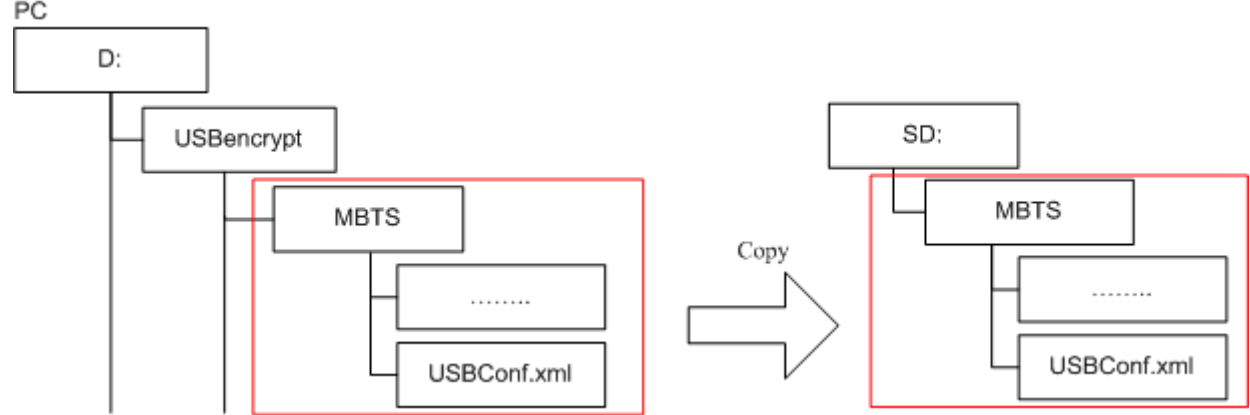 PC
D:
USBencrypt
MBTS
........
USBConf.xml
Copy
SD:
MBTS
........
USBConf.xml